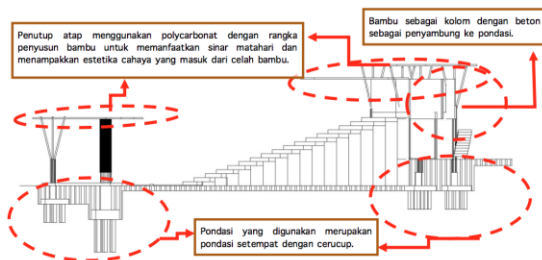 Penutup atap menggunakan polycarbonat dengan rangka
penyusun bambu untuk memanfaatkan sinar matahari dan
menampakkan estetika cahaya yang masuk dari celah bambu.
Bambu sebagai kolom dengan beton
sebagai penyambung ke pondasi.
Pondasi yang digunakan merupakan
pondasi setempat dengan cerucup.